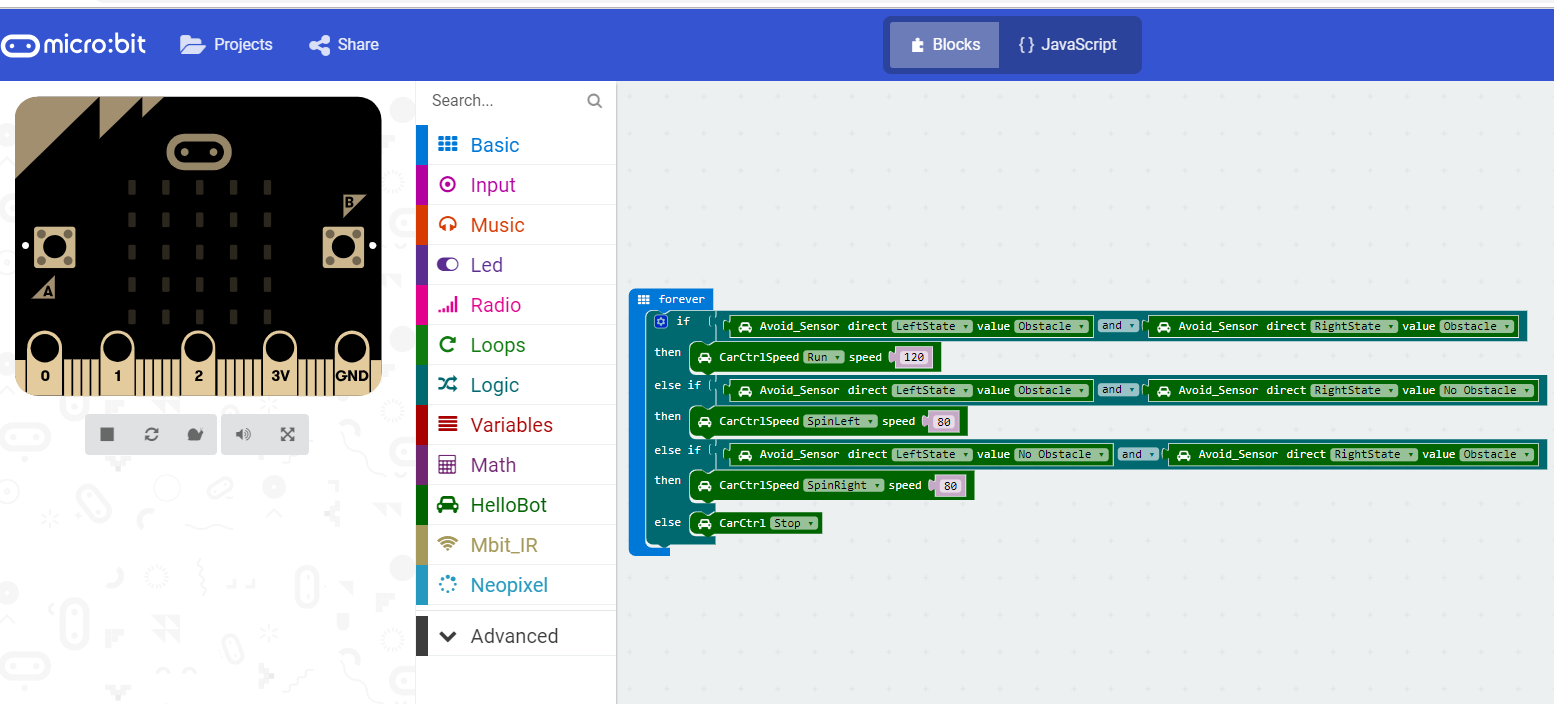 micro:bit Projects Share Blocks {} JavaScript
Search...
Basic
Input
Music
Led
Radio
Loops
Logic
Variables
Math
HelloBot
Mbit_IR
Neopixel
Advanced
B
A
0 1 2 3V GND
forever
if Avoid_Sensor direct LeftState value Obstacle and Avoid_Sensor direct RightState value Obstacle
then CarCtrlSpeed Run speed 120
else if Avoid_Sensor direct LeftState value Obstacle and Avoid_Sensor direct RightState value No Obstacle
then CarCtrlSpeed SpinLeft speed 80
else if Avoid_Sensor direct LeftState value No Obstacle and Avoid_Sensor direct RightState value Obstacle
then CarCtrlSpeed SpinRight speed 80
else CarCtrl Stop